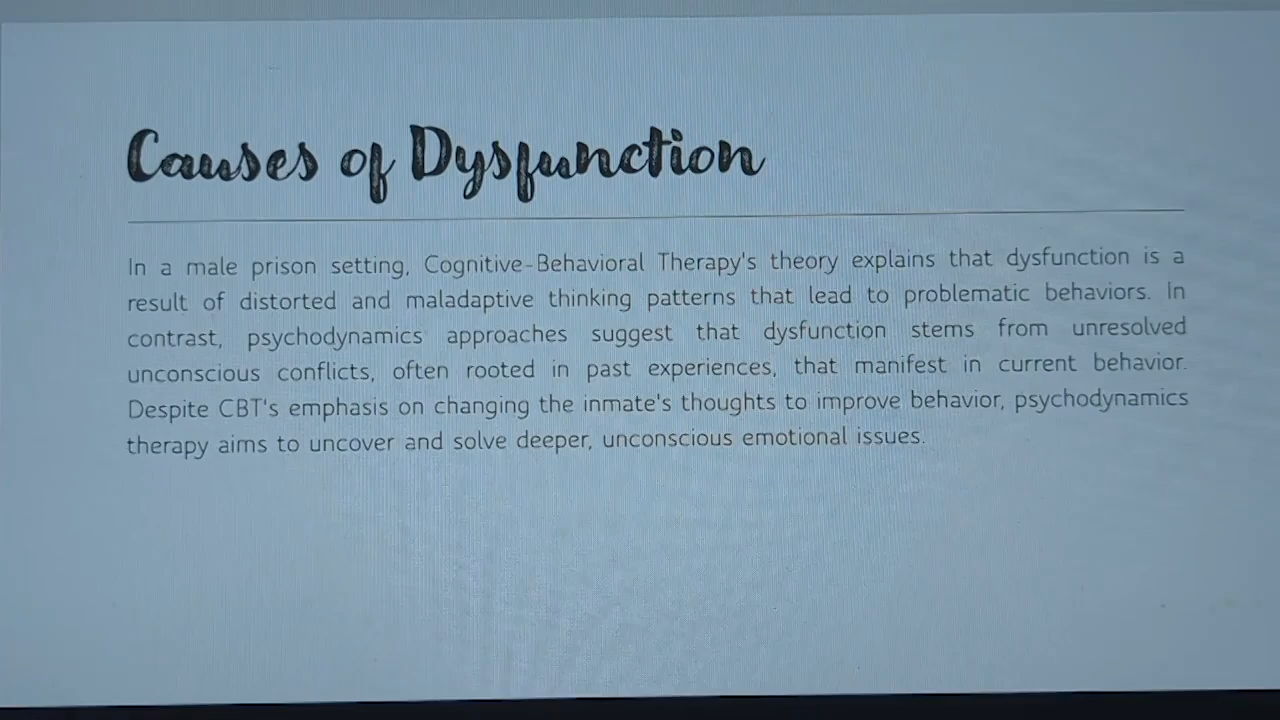 Causes of Dysfunction
In a male prison setting, Cognitive-Behavioral Therapy's theory explains that dysfunction is a
result of distorted and maladaptive thinking patterns that lead to problematic behaviors. In
contrast, psychodynamics approaches suggest that dysfunction stems from unresolved
unconscious conflicts, often rooted in past experiences, that manifest in current behavior.
Despite CBT's emphasis on changing the inmate's thoughts to improve behavior, psychodynamics
therapy aims to uncover and solve deeper, unconscious emotional issues.